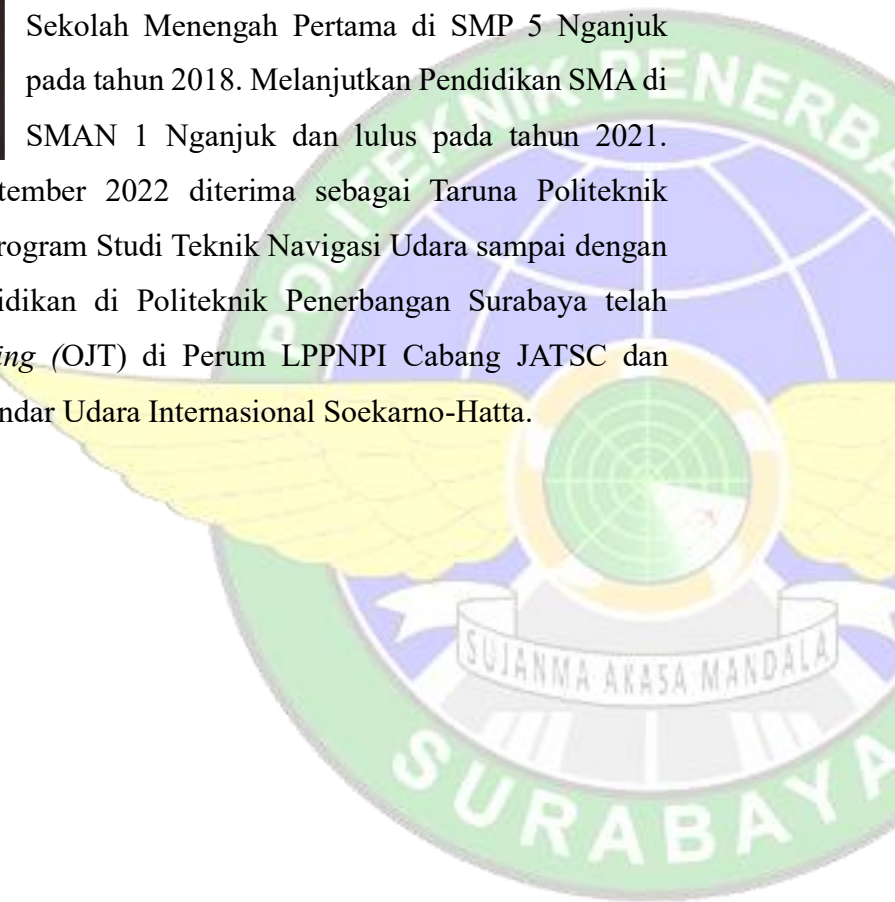 Sekolah Menengah Pertama di SMP 5 Nganjuk
pada tahun 2018. Melanjutkan Pendidikan SMA di
SMAN 1 Nganjuk dan lulus pada tahun 2021.
tember 2022 diterima sebagai Taruna Politeknik
rogram Studi Teknik Navigasi Udara sampai dengan
idikan di Politeknik Penerbangan Surabaya telah
ing (OJT) di Perum LPPNPI Cabang JATSC dan
ndar Udara Internasional Soekarno-Hatta.
POLITEKNIK PENERBA
SUJANMA AKASA MANDALA
SURABAYA